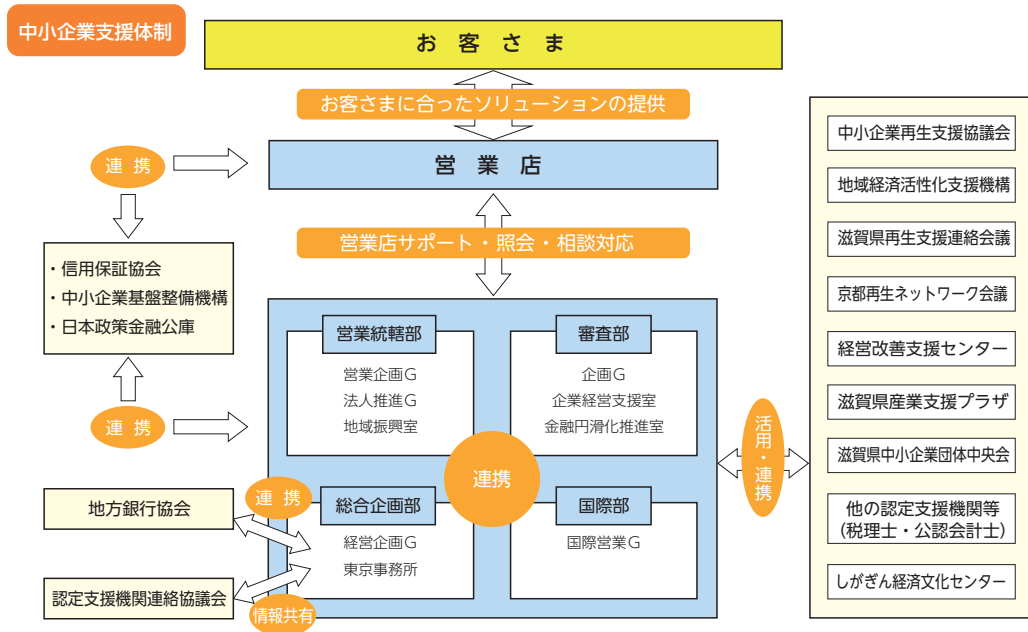 中小企業支援体制
お客さま
お客さまに合ったソリューションの提供
営業店
連携
営業店サポート・照会・相談対応
・信用保証協会
・中小企業基盤整備機構
・日本政策金融公庫
連携
営業統轄部
営業企画G
法人推進G
地域振興室
審査部
企画G
企業経営支援室
金融円滑化推進室
連携
総合企画部
経営企画G
東京事務所
国際部
国際営業G
連携
地方銀行協会
認定支援機関連絡協議会
情報共有
活用・連携
中小企業再生支援協議会
地域経済活性化支援機構
滋賀県再生支援連絡会議
京都再生ネットワーク会議
経営改善支援センター
滋賀県産業支援プラザ
滋賀県中小企業団体中央会
他の認定支援機関等
(税理士・公認会計士)
しがぎん経済文化センター